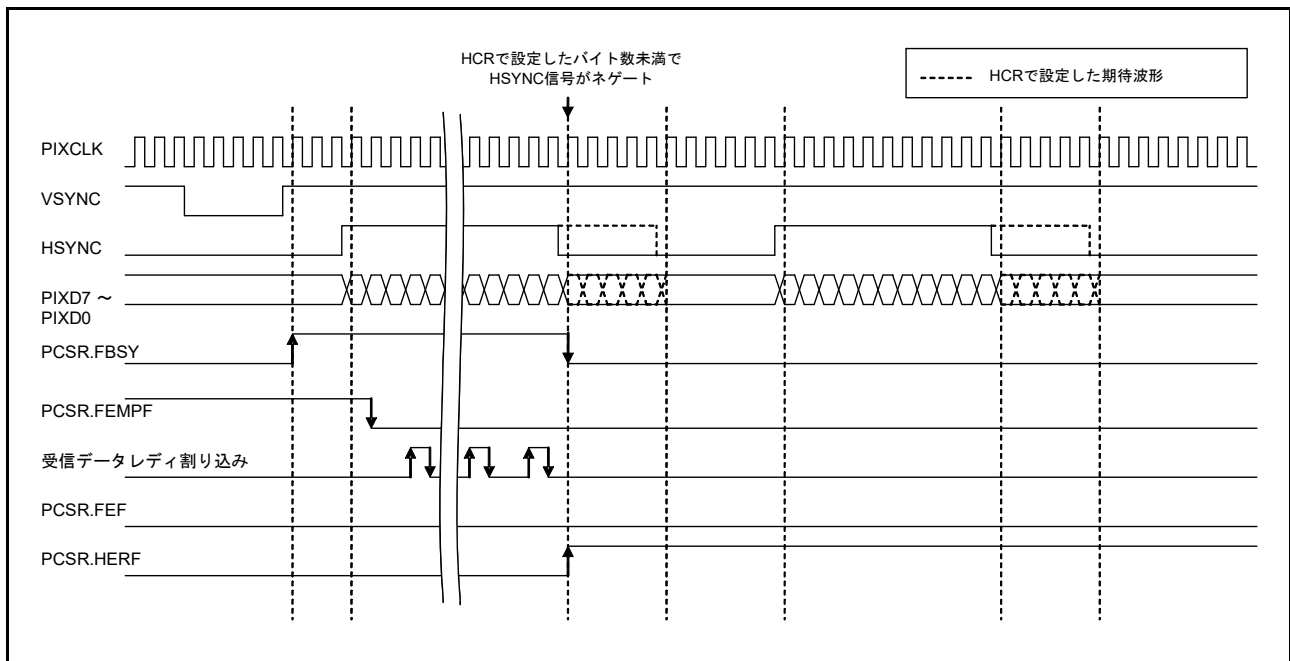 HCRで設定したバイト数未満で
HSYNC信号がネゲート
HCRで設定した期待波形
PIXCLK
VSYNC
HSYNC
PIXD7 ～
PIXD0
PCSR.FBSY
PCSR.FEMPF
受信データレディ割り込み
PCSR.FEF
PCSR.HERF